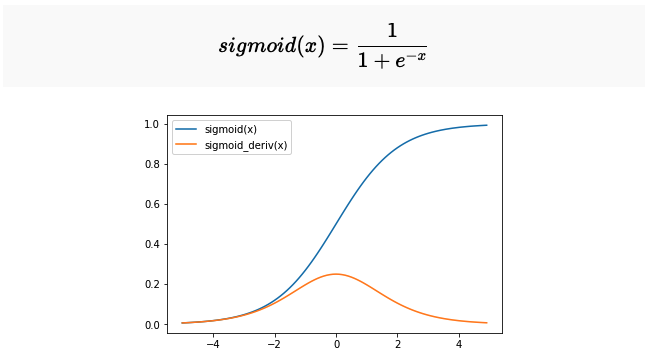 sigmoid(x) = 1 / (1 + e^{-x})
sigmoid(x)
sigmoid_deriv(x)
1.0
0.8
0.6
0.4
0.2
0.0
−4 −2 0 2 4